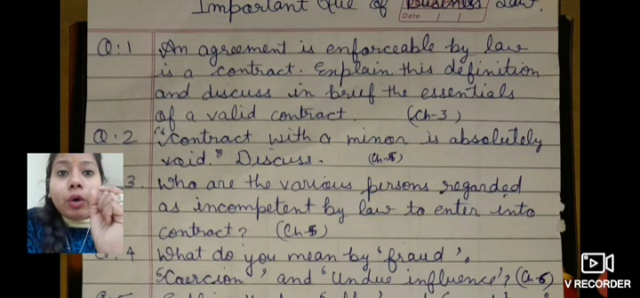 Important Que of Business Law.
Date
Q:1 An agreement is enforceable by law
is a contract. Explain this definition
and discuss in brief the essentials
of a valid contract. (Ch-3)
Q:2 "Contract with a minor is absolutely
void." Discuss. (Ch-5)
3. Who are the various persons regarded
as incompetent by law to enter into
contract? (Ch-5)
4 What do you mean by 'fraud',
'Coercion' and 'Undue influence'? (Ch-6)
V RECORDER